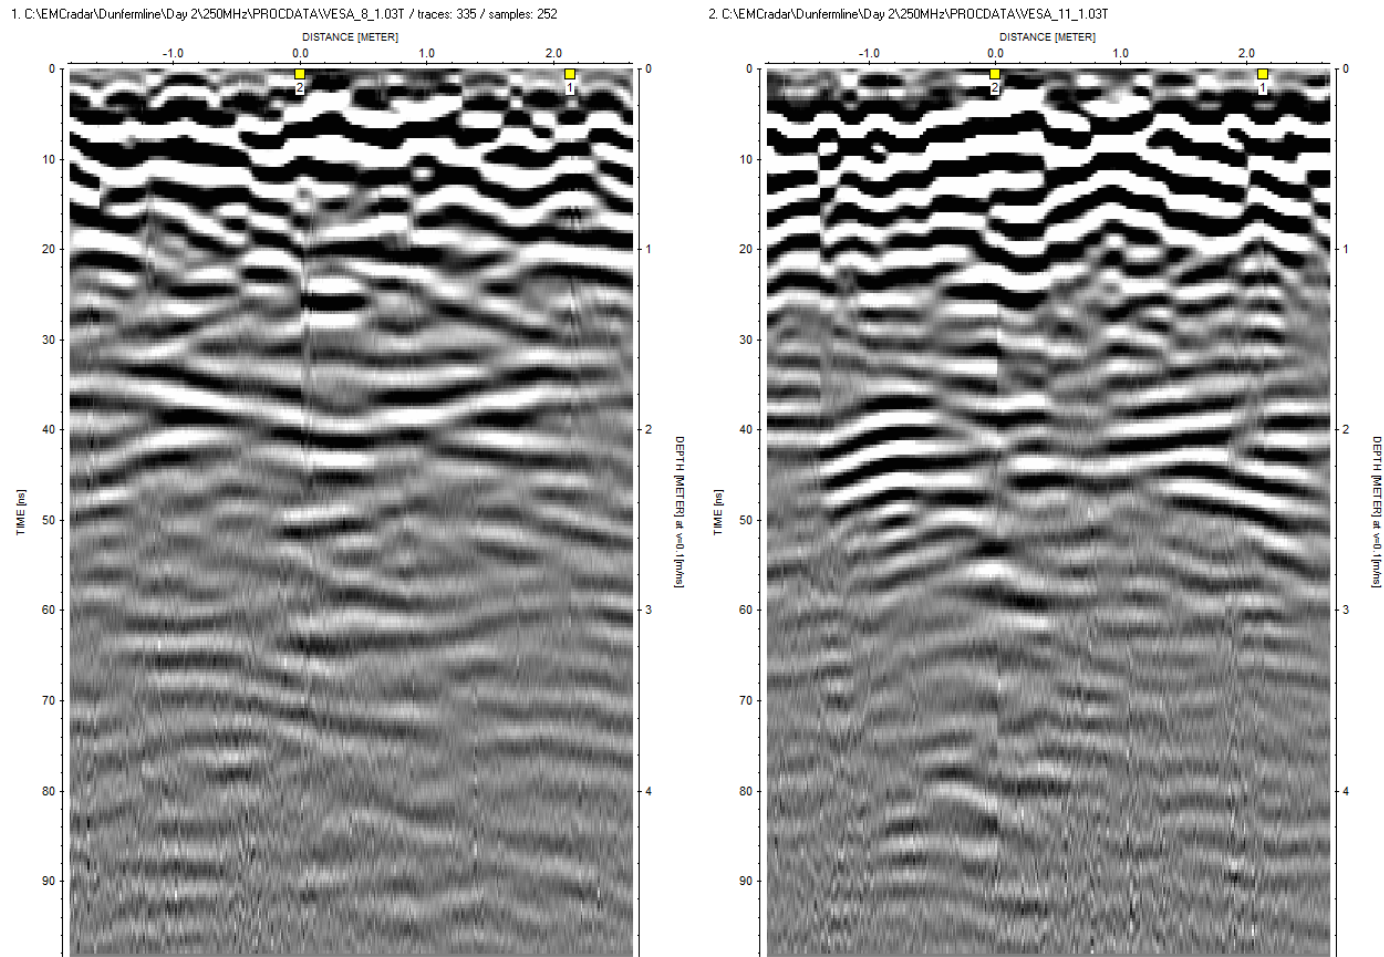 1. C:\EMCradar\Dunfermline\Day 2\250MHz\PROCDATA\VESA_8_1.03T / traces: 335 / samples: 252
DISTANCE [METER]
-1.0 0.0 1.0 2.0
2 1
0 0
10
20 1
30
40 2
50
60 3
70
80 4
90
TIME [ns]
DEPTH [METER] at v=0.1[m/ns]
2. C:\EMCradar\Dunfermline\Day 2\250MHz\PROCDATA\VESA_11_1.03T
DISTANCE [METER]
-1.0 0.0 1.0 2.0
2 1
0 0
10
20 1
30
40 2
50
60 3
70
80 4
90
TIME [ns]
DEPTH [METER] at v=0.1[m/ns]